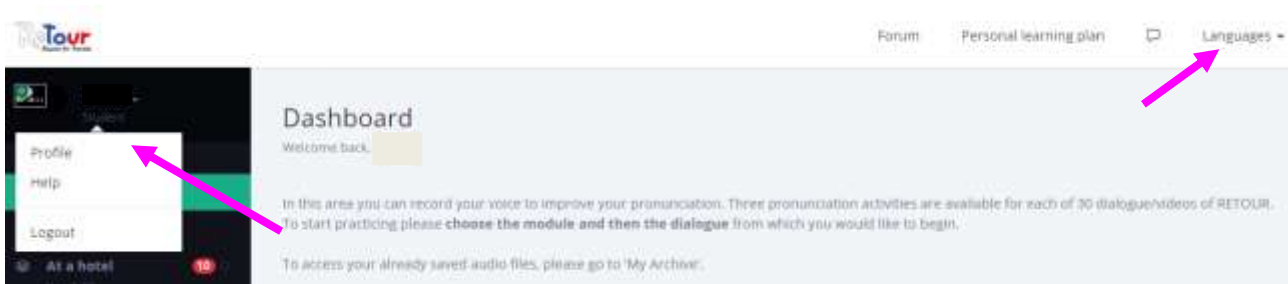 ReTour
Forum
Personal learning plan
Languages
Student
Dashboard
Welcome back,
Profile
Help
Logout
At a hotel
10
In this area you can record your voice to improve your pronunciation. Three pronunciation activities are available for each of 30 dialogue/videos of RETOUR.
To start practicing please choose the module and then the dialogue from which you would like to begin.
To access your already saved audio files, please go to 'My Archive'.